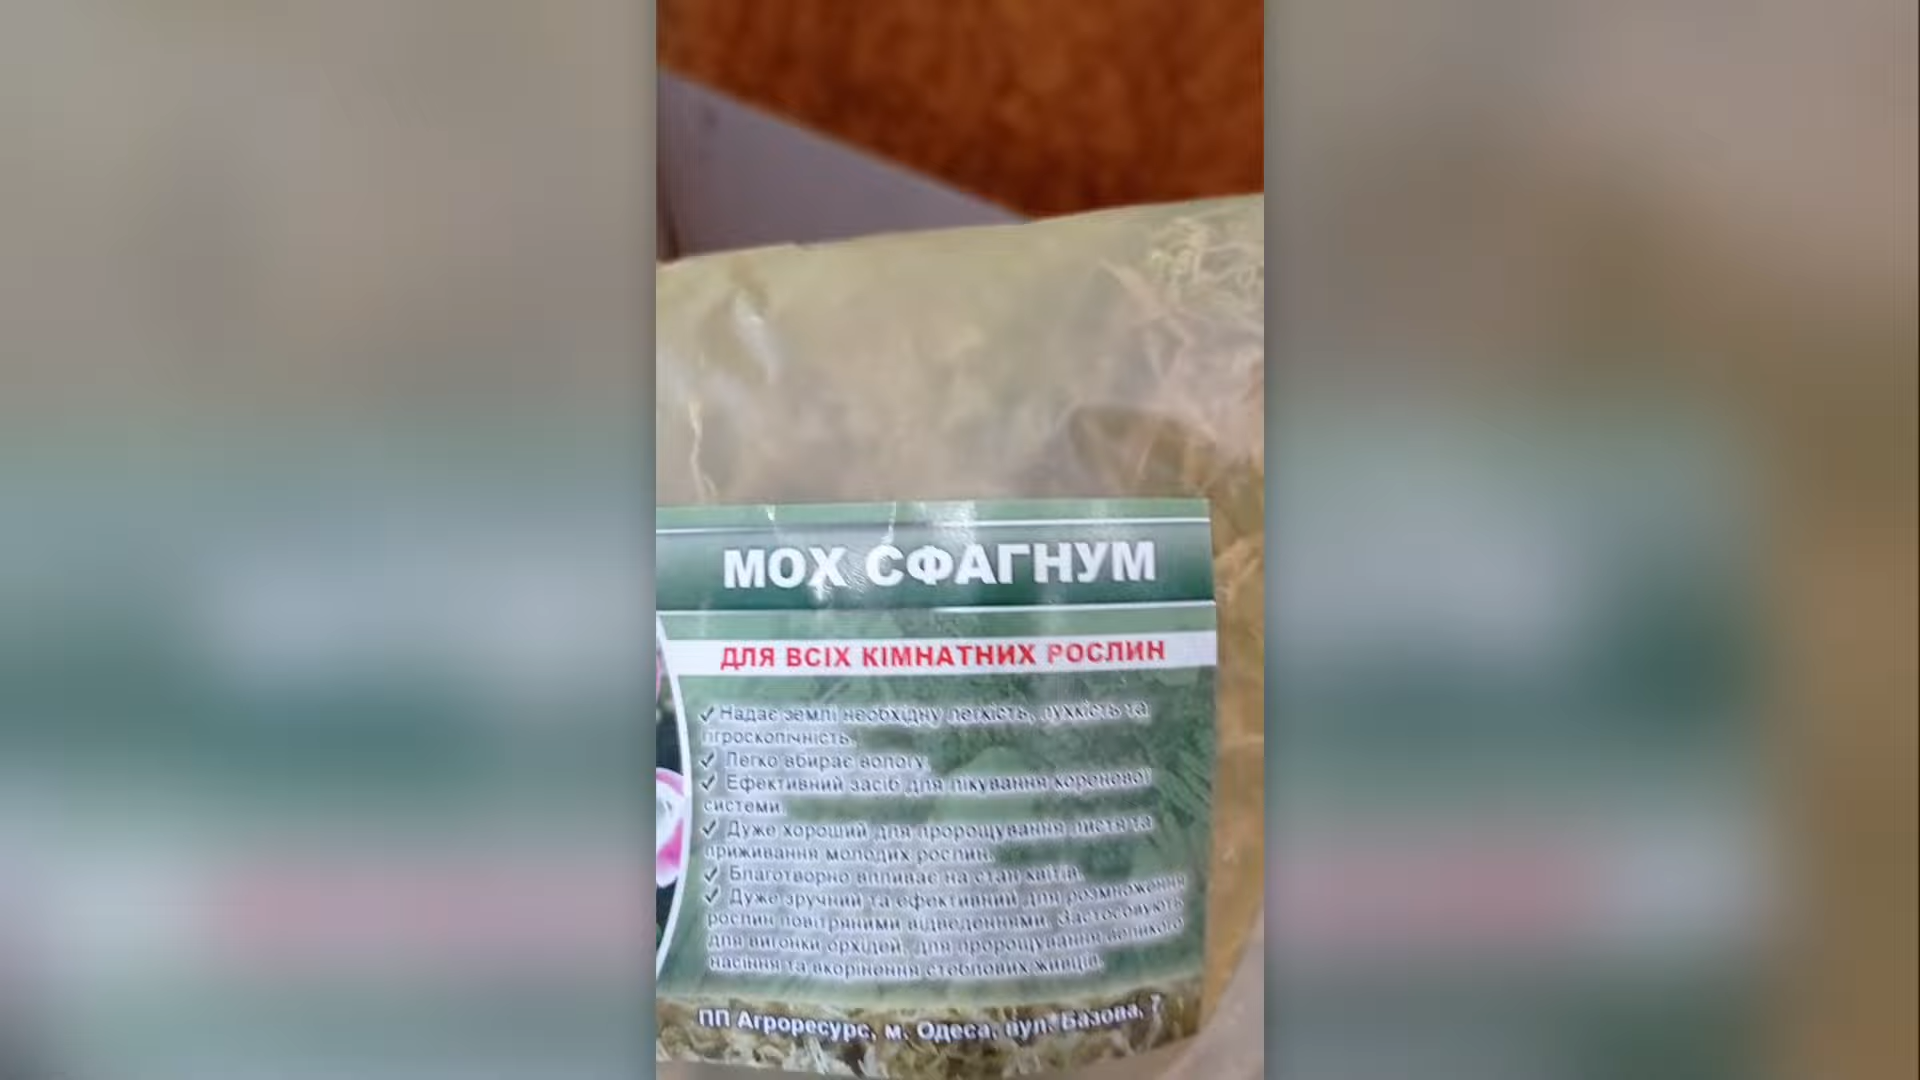 МОХ СФАГНУМ
ДЛЯ ВСІХ КІМНАТНИХ РОСЛИН
✓ Надає землі необхідну легкість, пухкість та
гігроскопічність.
✓ Легко вбирає вологу.
✓ Ефективний засіб для лікування кореневої
системи.
✓ Дуже хороший для пророщування листя та
приживання молодих рослин.
✓ Благотворно впливає на стан квітів.
✓ Дуже зручний та ефективний для розмноження
рослин повітряними відведеннями. Застосовують
для вигонки орхідей, для пророщування великого
насіння та вкорінення стеблових живців.
ПП Агроресурс, м. Одеса, вул. Базова, 7